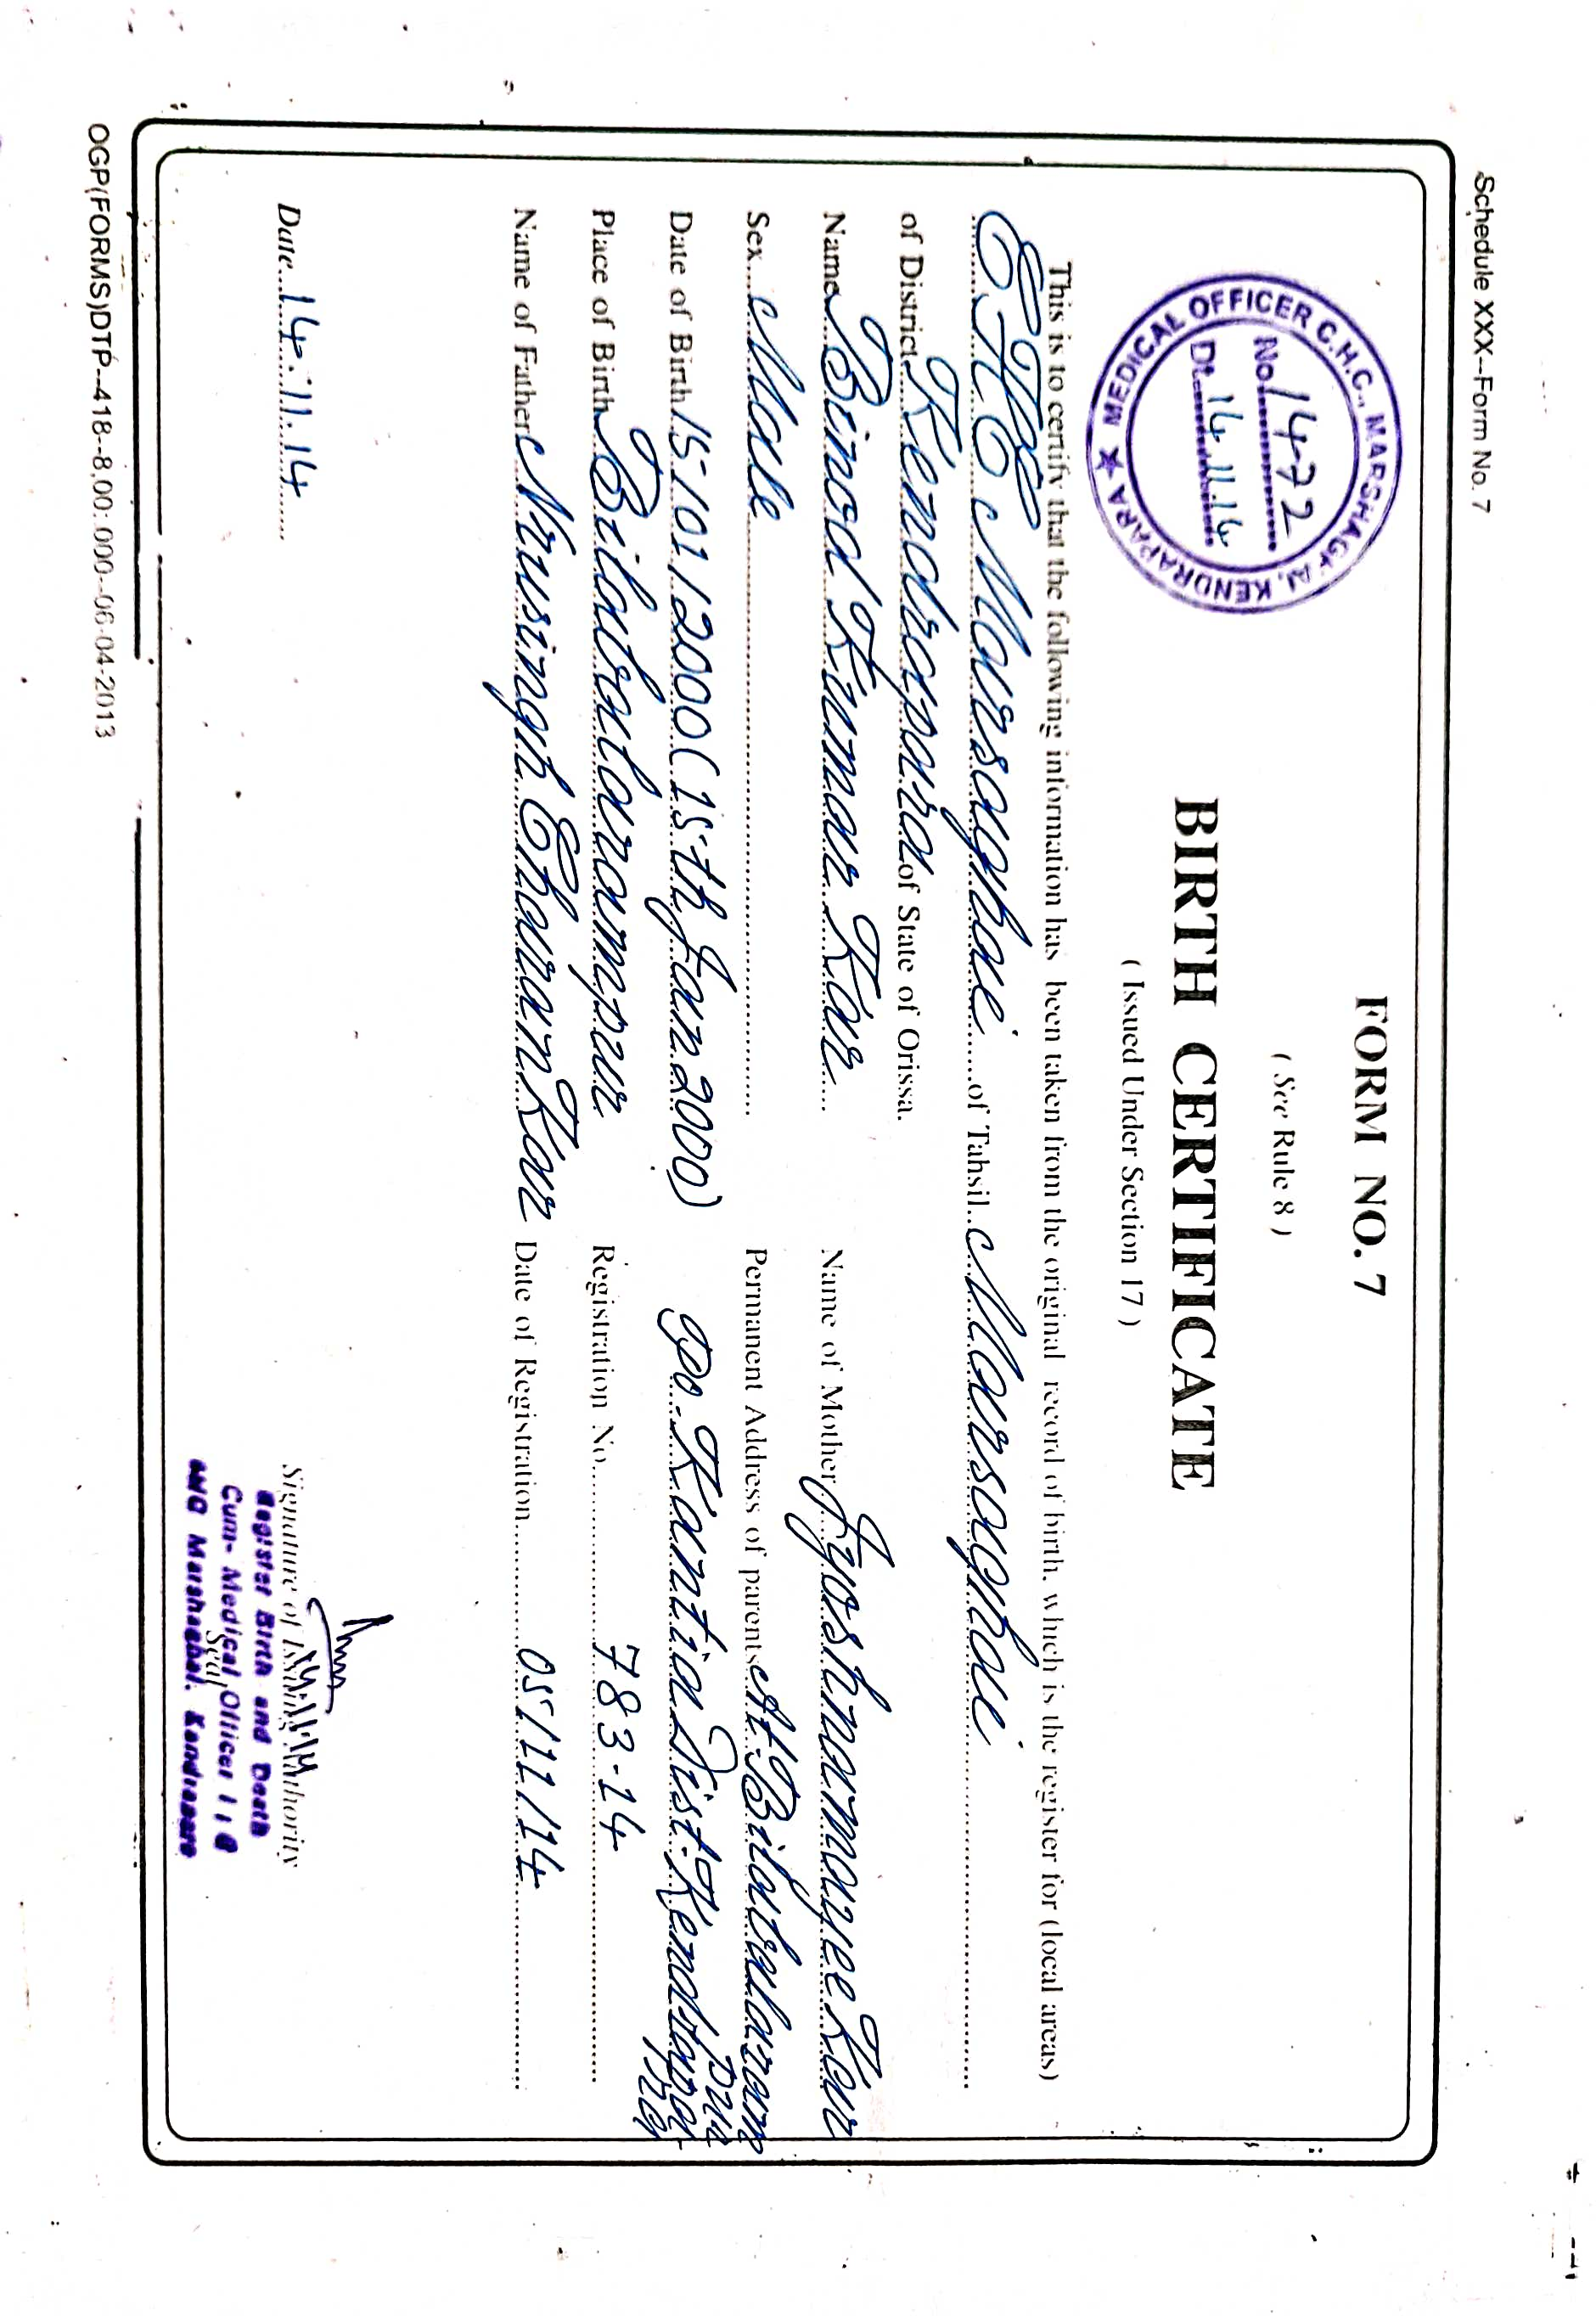 Schedule XXX--Form No. 7
FORM NO. 7
( See Rule 8 )
BIRTH CERTIFICATE
( Issued Under Section 17 )
MEDICAL OFFICER C.H.C., MARSHAGHAI, KENDRAPARA ★
No. 1472
Dt. 14.11.14
This is to certify that the following information has been taken from the original record of birth, which is the register for (local areas)
CHC Marsaghai of Tahsil Marsaghai
of District Kendrapara of State of Orissa.
Name Binod Kumar Kar
Name of Mother Jyoshnamayee Kar
Sex Male
Permanent Address of parents At-Bilabalarampur
Date of Birth 15/01/2000 (15th Jan 2000)
Po.-Kantia Dist.Kendrapara
Place of Birth Bilabalarampur
Registration No. 783-14
Name of Father Nrusingh Charan Kar
Date of Registration 05/11/14
Date 14.11.14
Signature of Issuing Authority
Registar Birth and Death
Cum- Medical Officer I/C
Seal
Marshaghai, Kendrapara
OGP(FORMS)DTP--418--8,00,000--06-04-2013